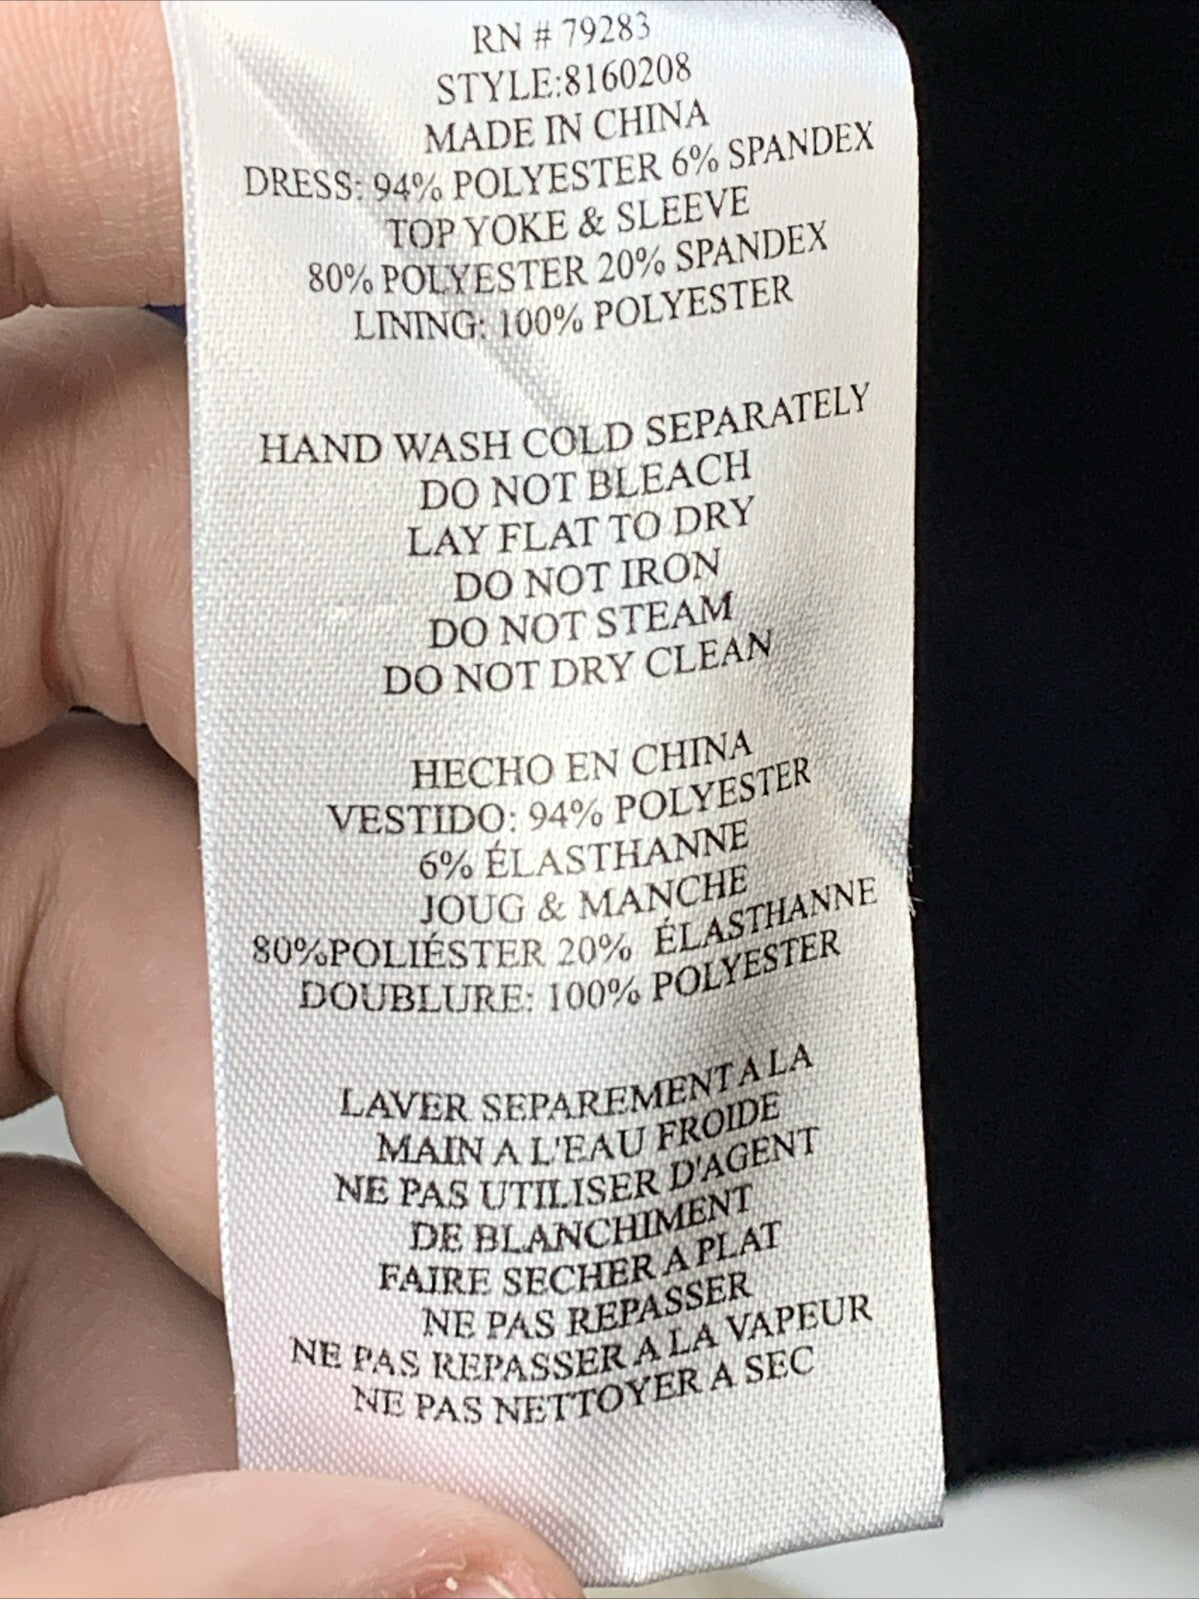 RN # 79283
STYLE:8160208
MADE IN CHINA
DRESS: 94% POLYESTER 6% SPANDEX
TOP YOKE & SLEEVE
80% POLYESTER 20% SPANDEX
LINING: 100% POLYESTER
HAND WASH COLD SEPARATELY
DO NOT BLEACH
LAY FLAT TO DRY
DO NOT IRON
DO NOT STEAM
DO NOT DRY CLEAN
HECHO EN CHINA
VESTIDO: 94% POLYESTER
6% ÉLASTHANNE
JOUG & MANCHE
80%POLIÉSTER 20% ÉLASTHANNE
DOUBLURE: 100% POLYESTER
LAVER SEPAREMENT A LA
MAIN A L'EAU FROIDE
NE PAS UTILISER D'AGENT
DE BLANCHIMENT
FAIRE SECHER A PLAT
NE PAS REPASSER
NE PAS REPASSER A LA VAPEUR
NE PAS NETTOYER A SEC